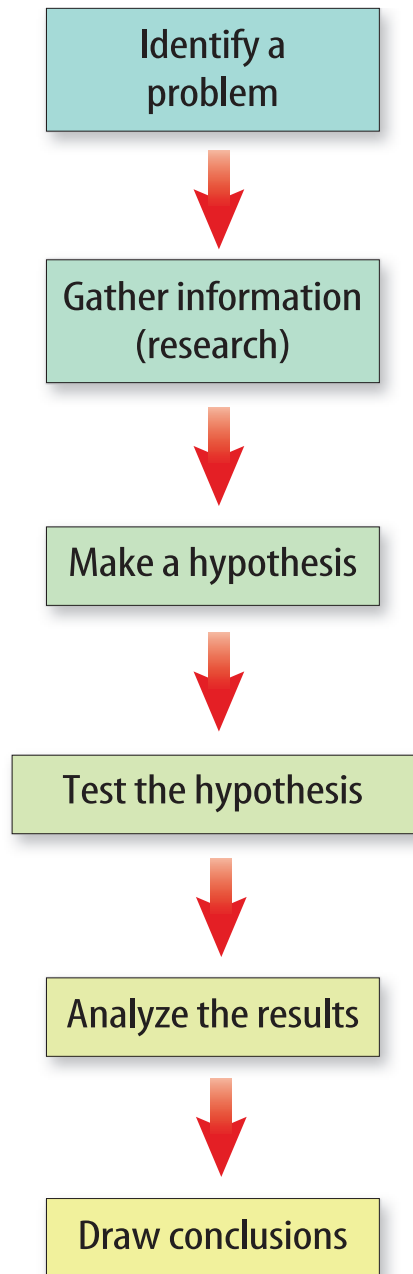 Identify a
problem
Gather information
(research)
Make a hypothesis
Test the hypothesis
Analyze the results
Draw conclusions